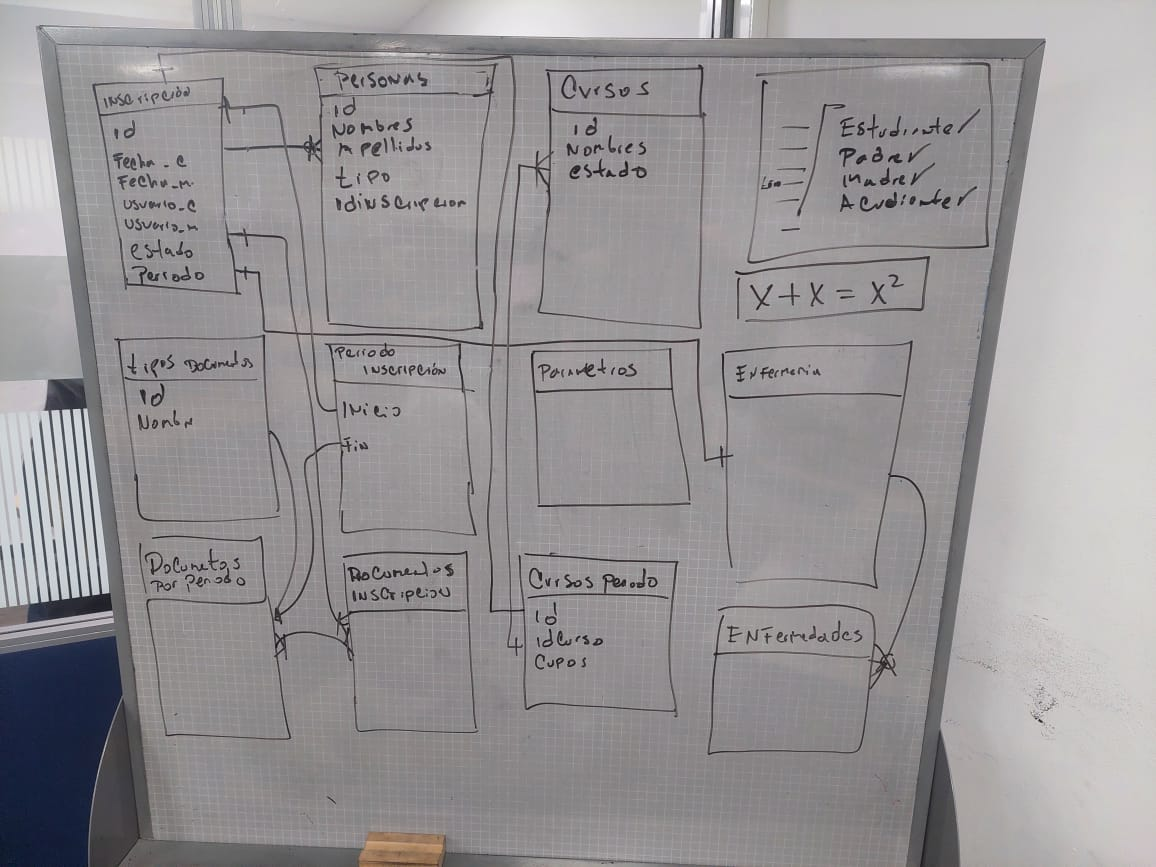 Inscripción
id
Fecha_c
Fecha_m
usuario_c
usuario_m
estado
Periodo
Personas
id
Nombres
Apellidos
tipo
idinscripcion
Cursos
id
Nombres
estado
Estudiante
Padre
Madre
Acudiente
X + X = X²
tipos Documentos
id
Nombre
Periodo
Inscripción
Inicio
Fin
Parametros
Enfermeria
Documetos
Por Periodo
Documentos
Inscripcion
Cursos Periodo
Id
idCurso
Cupos
Enfermedades